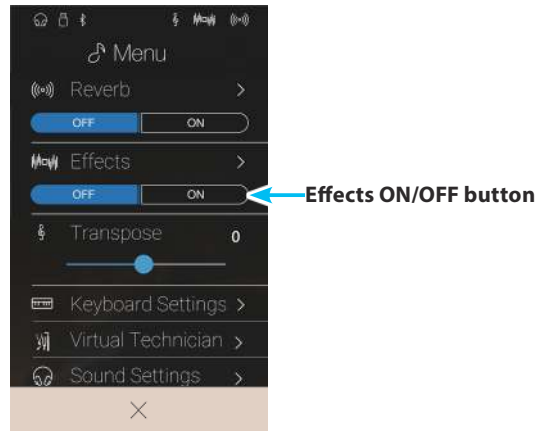 Menu
Reverb
OFF ON
Effects
OFF ON
Effects ON/OFF button
Transpose 0
Keyboard Settings
Virtual Technician
Sound Settings